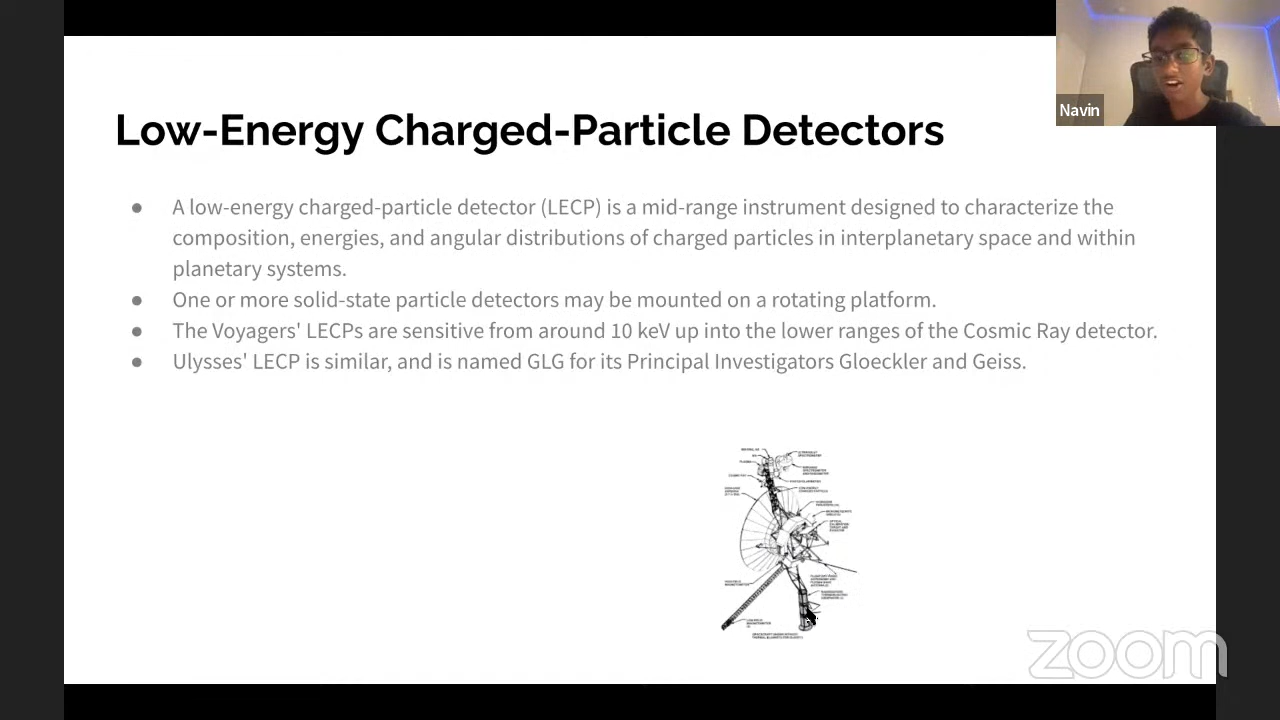 Navin
Low-Energy Charged-Particle Detectors
● A low-energy charged-particle detector (LECP) is a mid-range instrument designed to characterize the
composition, energies, and angular distributions of charged particles in interplanetary space and within
planetary systems.
● One or more solid-state particle detectors may be mounted on a rotating platform.
● The Voyagers' LECPs are sensitive from around 10 keV up into the lower ranges of the Cosmic Ray detector.
● Ulysses' LECP is similar, and is named GLG for its Principal Investigators Gloeckler and Geiss.
zoom